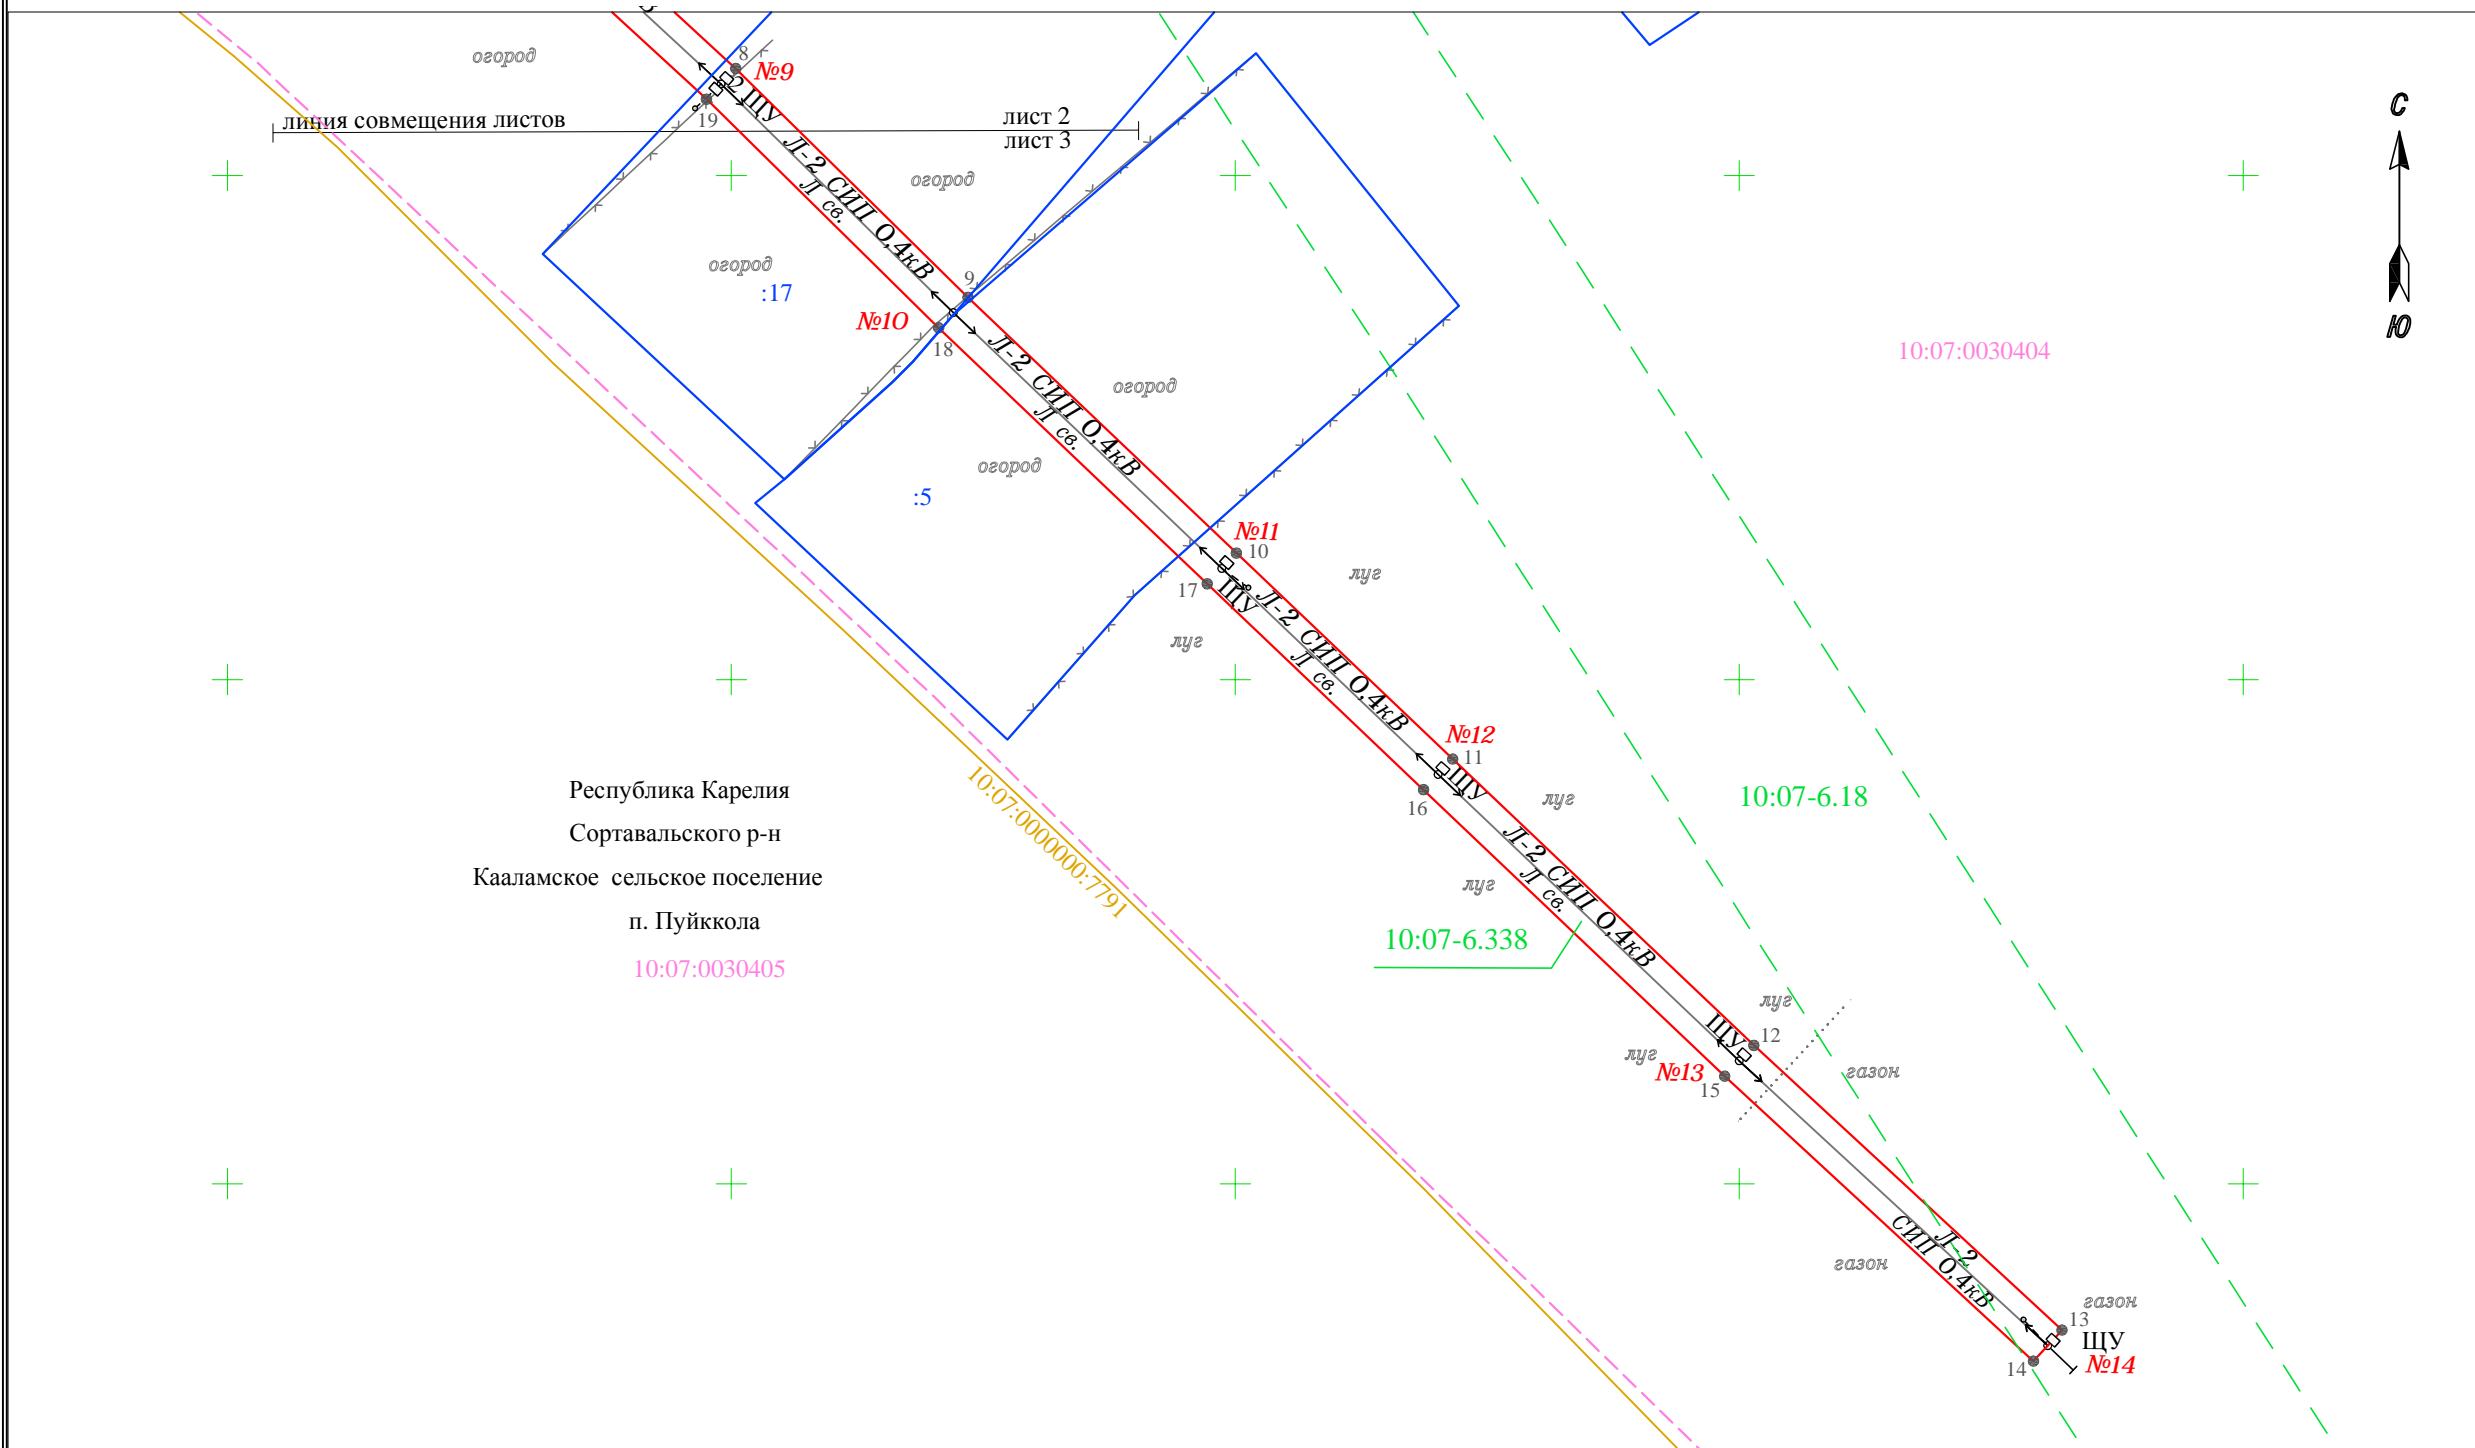 огород
8
№9
2 ЩУ
19
линия совмещения листов
лист 2
лист 3
С
Ю
Л-2 СИП 0,4кВ
Л св.
огород
огород
:17
9
№10
18
10:07:0030404
Л-2 СИП 0,4кВ
Л св.
огород
огород
:5
№11
10
17
ЩУ
луг
луг
Л-2 СИП 0,4кВ
Л св.
№12
11
ЩУ
16
луг
10:07-6.18
Республика Карелия
Сортавальского р-н
Кааламское сельское поселение
п. Пуйккола
10:07:0030405
10:07:0000000:7791
Л-2 СИП 0,4кВ
Л св.
луг
10:07-6.338
луг
ЩУ
12
луг
№13
15
газон
Л-2
СИП 0,4кВ
газон
газон
13
ЩУ
14
№14